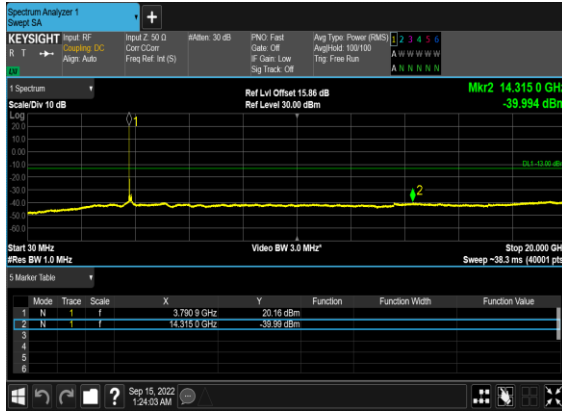 Spectrum Analyzer 1
Swept SA
+
KEYSIGHT Input: RF Input Z: 50 Ω #Atten: 30 dB PNO: Fast Avg Type: Power (RMS) 1 2 3 4 5 6
R T Coupling: DC Corr CCorr Gate: Off Avg|Hold: 100/100 A W W W W W
Align: Auto Freq Ref: Int (S) IF Gain: Low Trig: Free Run
LU Sig Track: Off A N N N N N
1 Spectrum Ref Lvl Offset 15.86 dB Mkr2 14.315 0 GHz
Scale/Div 10 dB Ref Level 30.00 dBm -39.994 dBm
Log
20.0
10.0
0.00
-10.0
DL1 -13.00 dBm
-20.0
-30.0
-40.0
-50.0
-60.0
1
2
Start 30 MHz Video BW 3.0 MHz* Stop 20.000 GHz
#Res BW 1.0 MHz Sweep ~38.3 ms (40001 pts)
5 Marker Table
Mode Trace Scale X Y Function Function Width Function Value
1 N 1 f 3.790 9 GHz 20.16 dBm
2 N 1 f 14.315 0 GHz -39.99 dBm
3
4
5
6
? Sep 15, 2022
1:24:03 AM